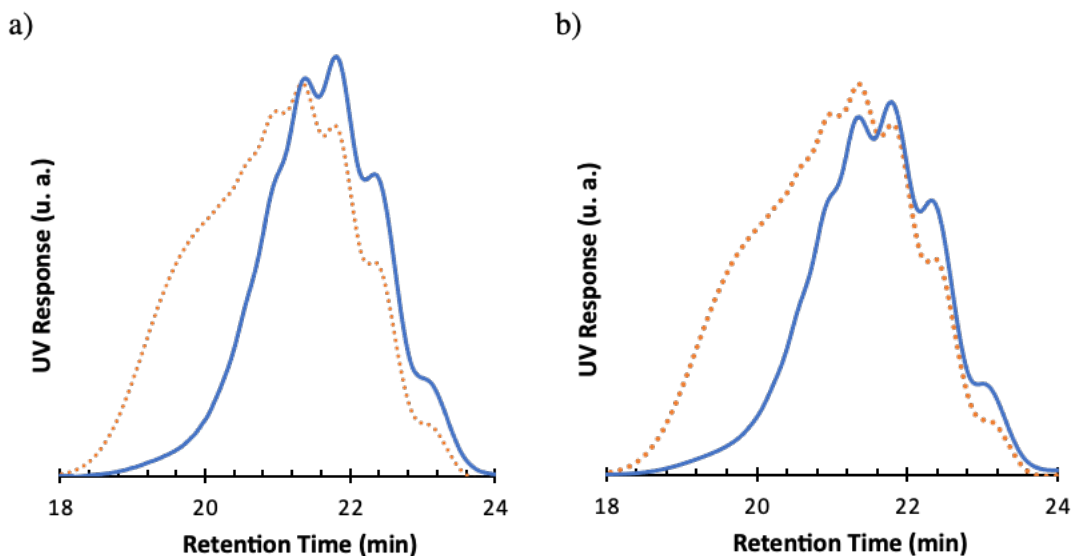 a)
b)
UV Response (u. a.)
UV Response (u. a.)
18 20 22 24
18 20 22 24
Retention Time (min)
Retention Time (min)